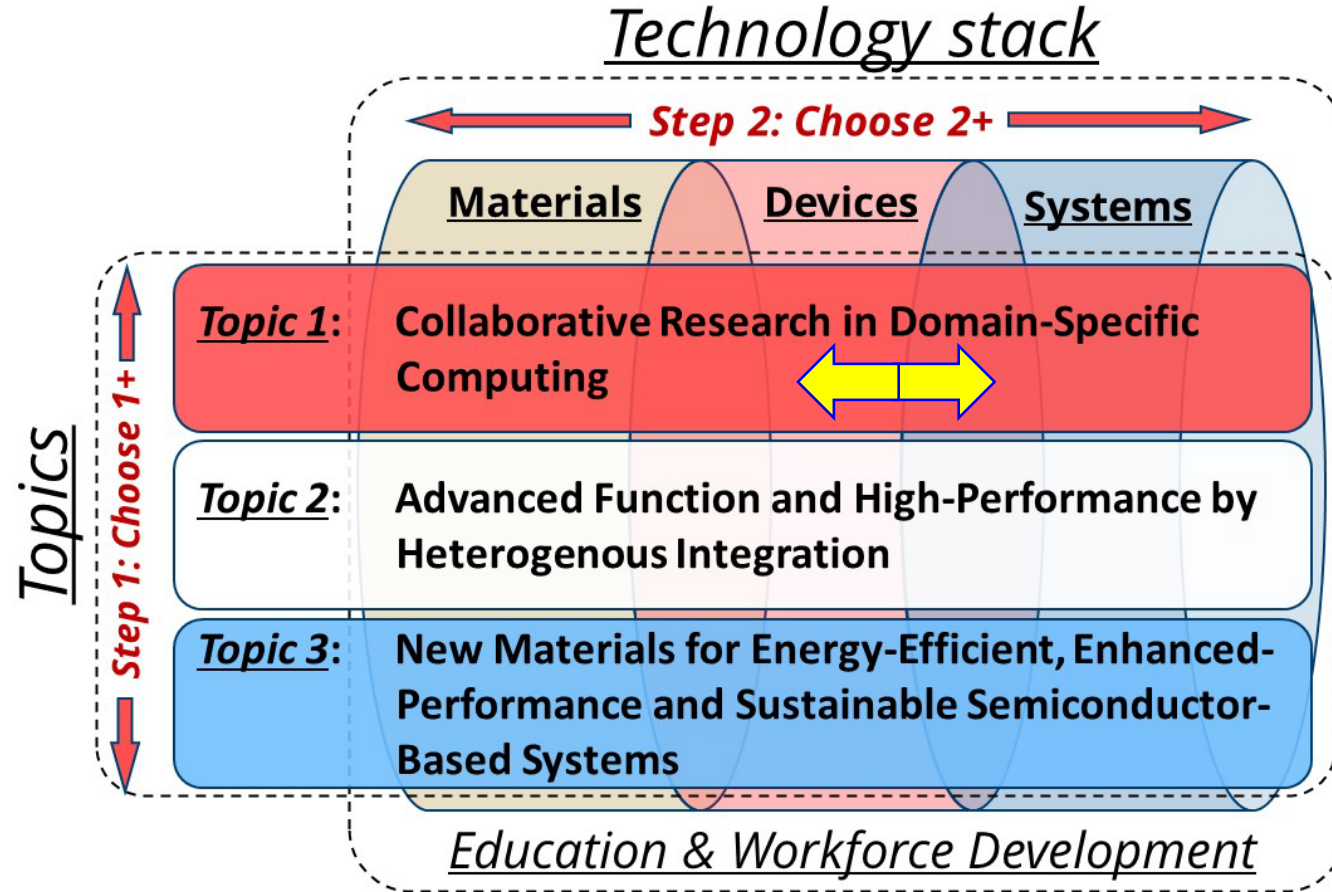 Technology stack
Step 2: Choose 2+
Materials
Devices
Systems
Topics
Step 1: Choose 1+
Topic 1: Collaborative Research in Domain-Specific
Computing
Topic 2: Advanced Function and High-Performance by
Heterogenous Integration
Topic 3: New Materials for Energy-Efficient, Enhanced-
Performance and Sustainable Semiconductor-
Based Systems
Education & Workforce Development